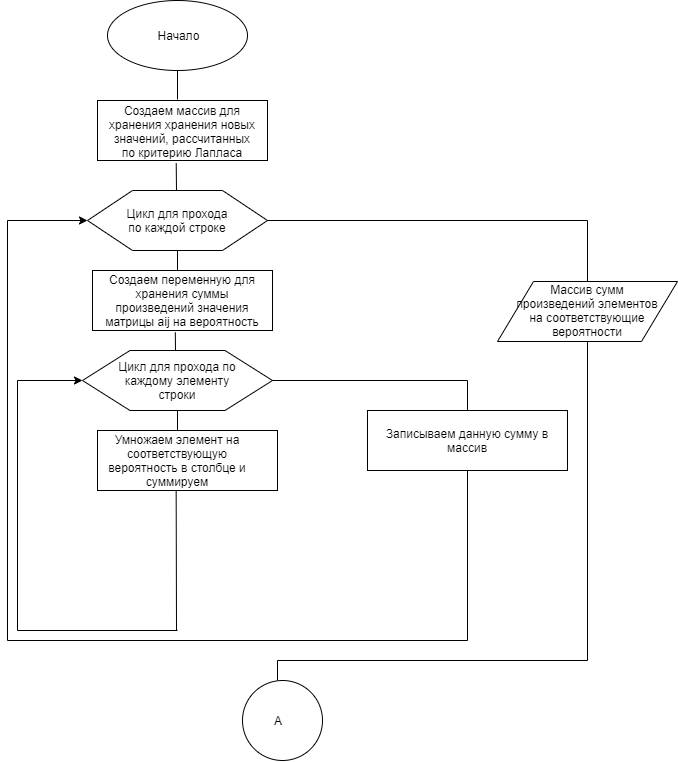 Начало
Создаем массив для
хранения хранения новых
значений, рассчитанных
по критерию Лапласа
Цикл для прохода
по каждой строке
Создаем переменную для
хранения суммы
произведений значения
матрицы aij на вероятность
Массив сумм
произведений элементов
на соответствующие
вероятности
Цикл для прохода по
каждому элементу
строки
Умножаем элемент на
соответствующую
вероятность в столбце и
суммируем
Записываем данную сумму в
массив
А